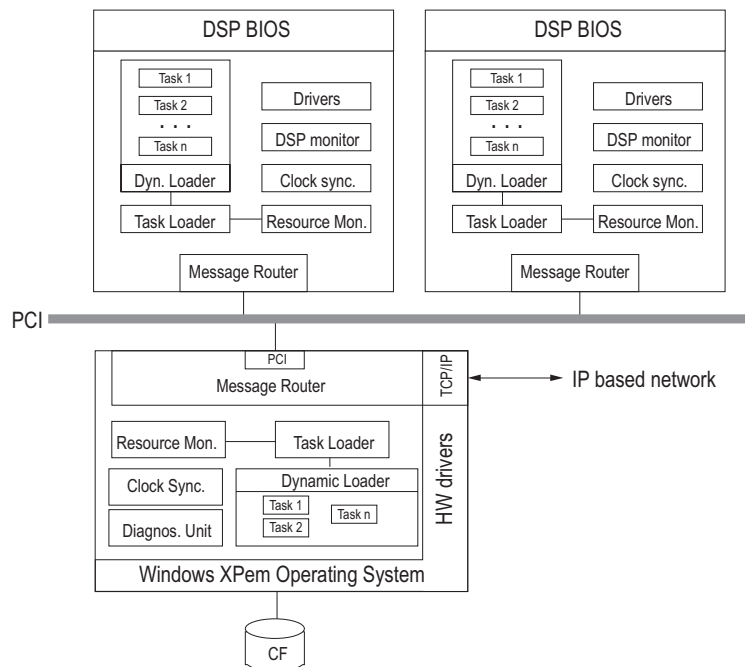 DSP BIOS
Task 1
Task 2
. . .
Task n
Dyn. Loader
Task Loader
Drivers
DSP monitor
Clock sync.
Resource Mon.
Message Router
DSP BIOS
Task 1
Task 2
. . .
Task n
Dyn. Loader
Task Loader
Drivers
DSP monitor
Clock sync.
Resource Mon.
Message Router
PCI
PCI
Message Router
TCP/IP
IP based network
Resource Mon.
Task Loader
Clock Sync.
Diagnos. Unit
Dynamic Loader
Task 1
Task 2
Task n
HW drivers
Windows XPem Operating System
CF